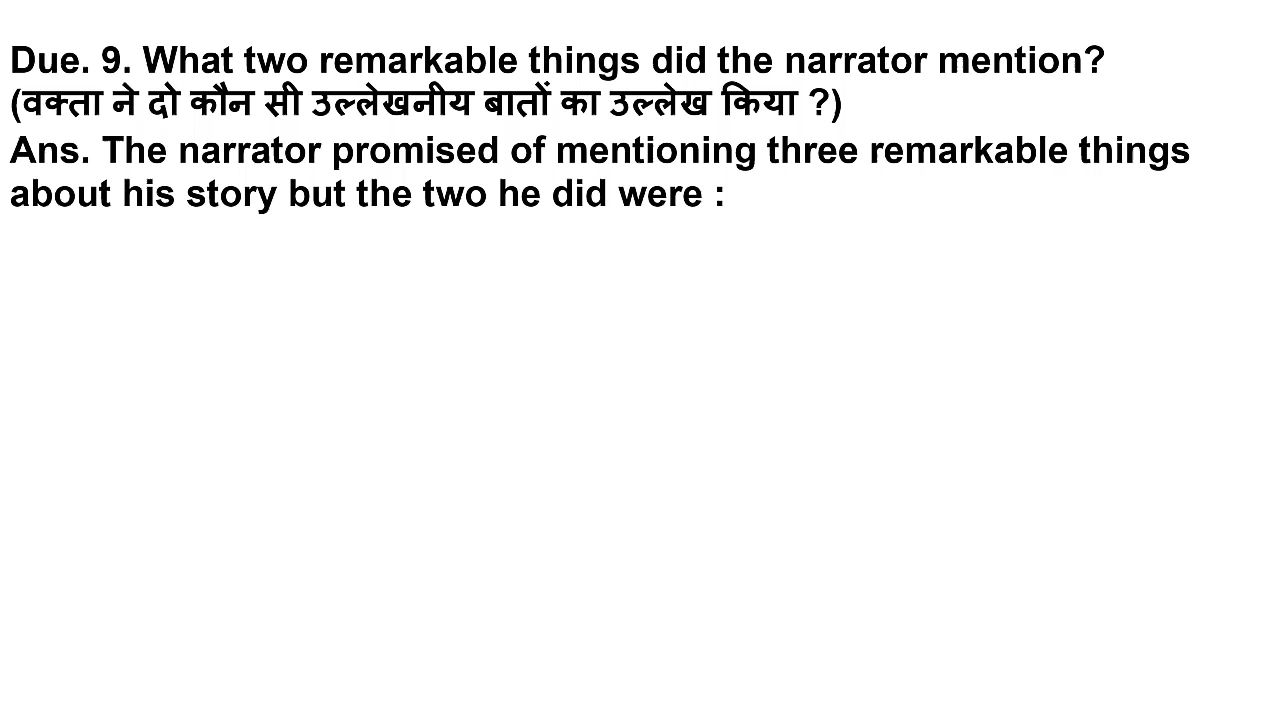 Due. 9. What two remarkable things did the narrator mention?
(वक्ता ने दो कौन सी उल्लेखनीय बातों का उल्लेख किया ?)
Ans. The narrator promised of mentioning three remarkable things
about his story but the two he did were :